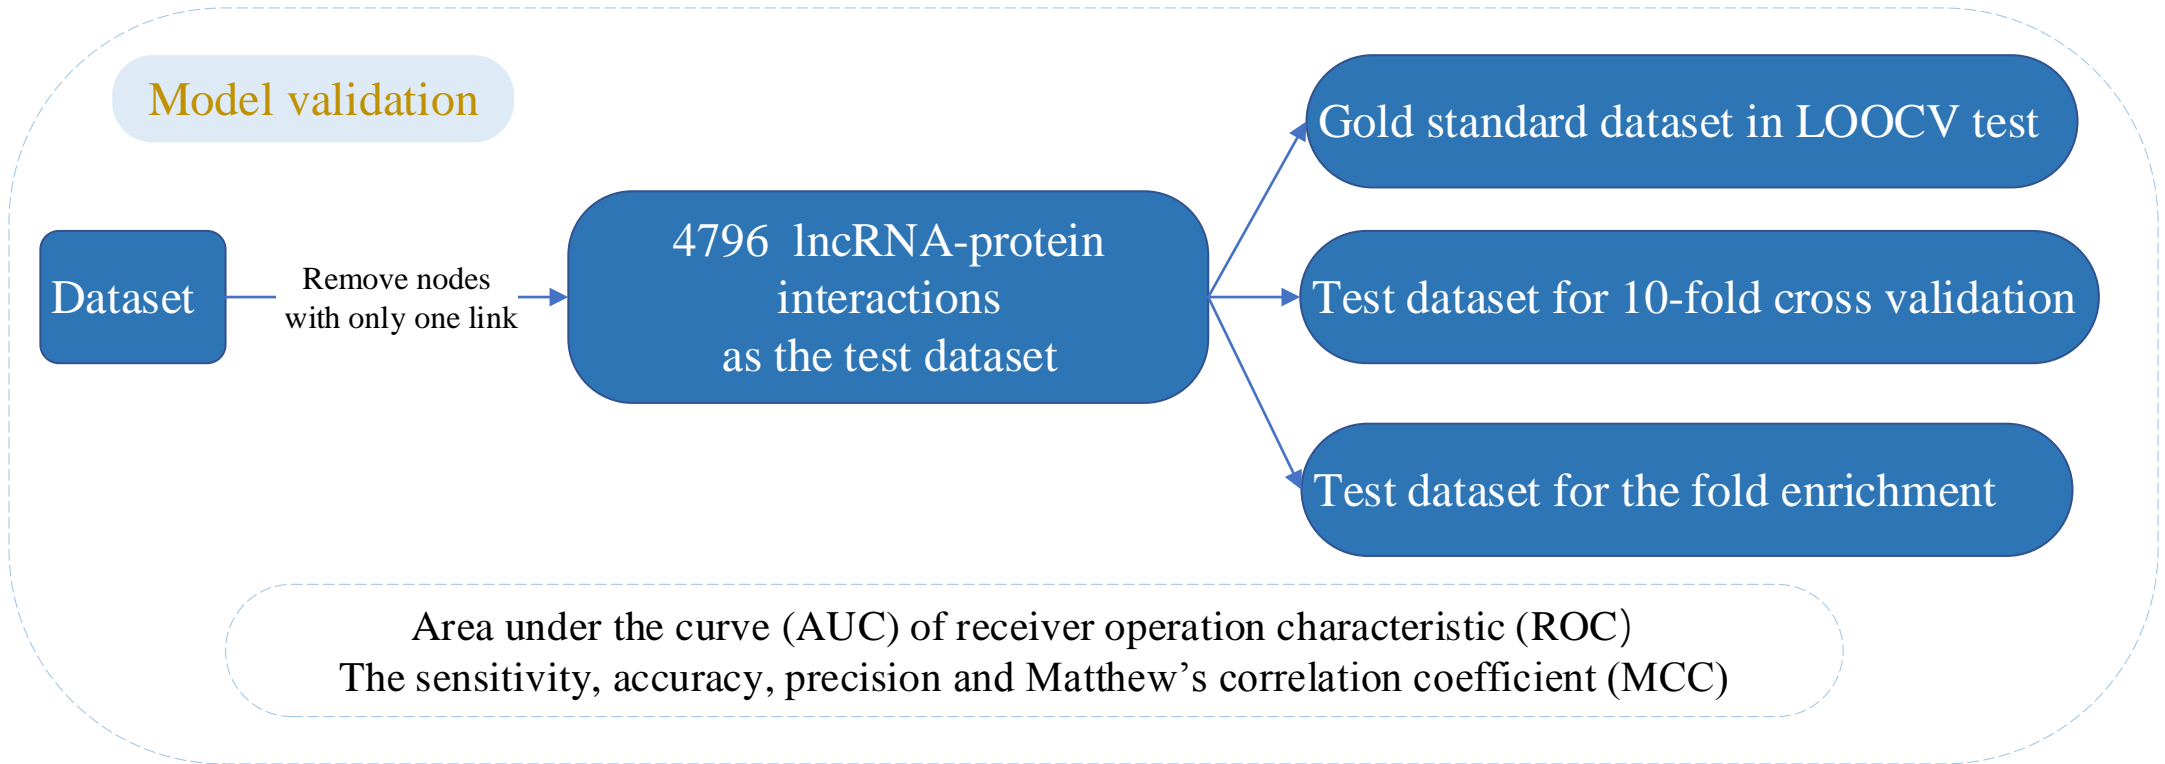 Model validation
Dataset
Remove nodes
with only one link
4796 lncRNA-protein
interactions
as the test dataset
Gold standard dataset in LOOCV test
Test dataset for 10-fold cross validation
Test dataset for the fold enrichment
Area under the curve (AUC) of receiver operation characteristic (ROC)
The sensitivity, accuracy, precision and Matthew’s correlation coefficient (MCC)